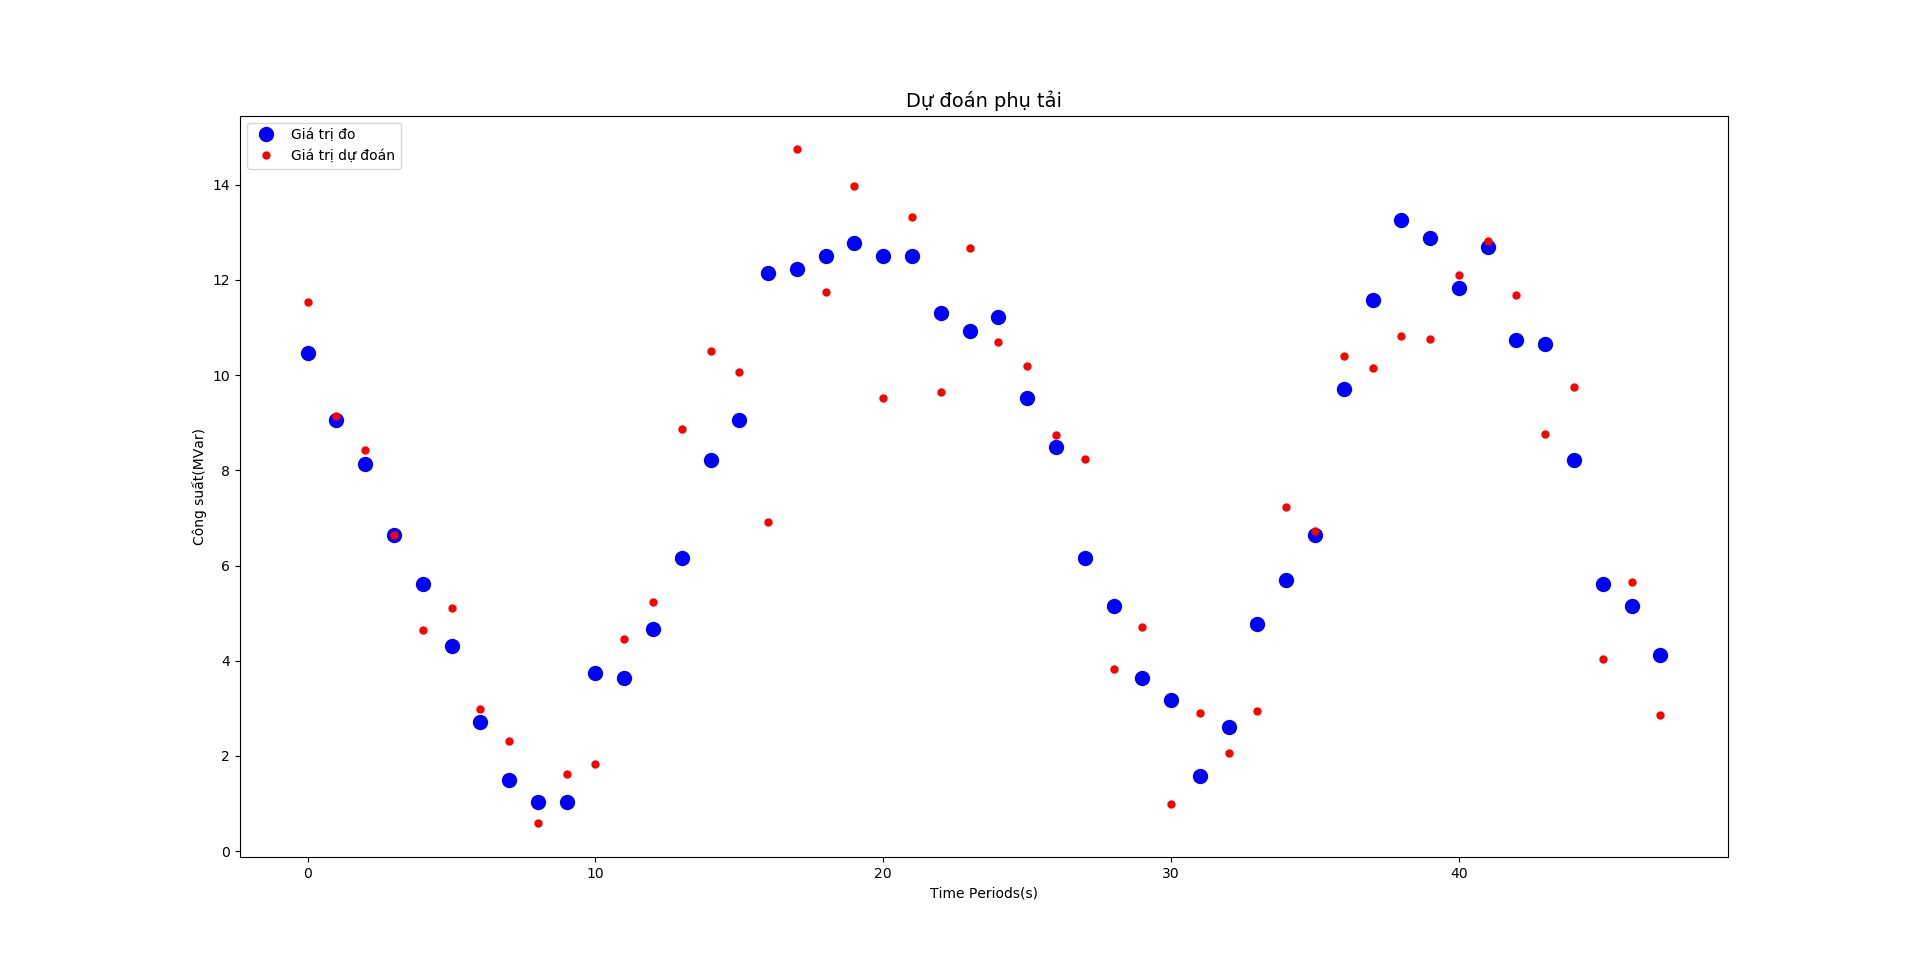 Dự đoán phụ tải
Giá trị đo
Giá trị dự đoán
Công suất(MVar)
14
12
10
8
6
4
2
0
0 10 20 30 40
Time Periods(s)